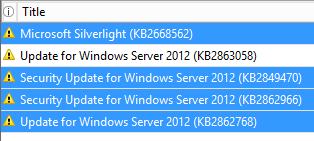 Title
Microsoft Silverlight (KB2668562)
Update for Windows Server 2012 (KB2863058)
Security Update for Windows Server 2012 (KB2849470)
Security Update for Windows Server 2012 (KB2862966)
Update for Windows Server 2012 (KB2862768)